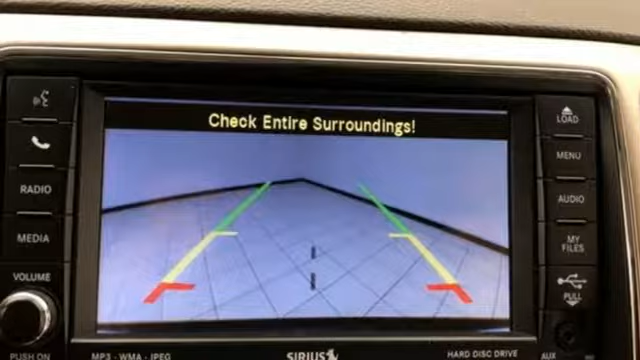 Check Entire Surroundings!
RADIO
MEDIA
VOLUME
PUSH ON
MP3 - WMA - JPEG
SIRIUS
HARD DISC DRIVE
LOAD
MENU
AUDIO
MY
FILES
PULL
AUX